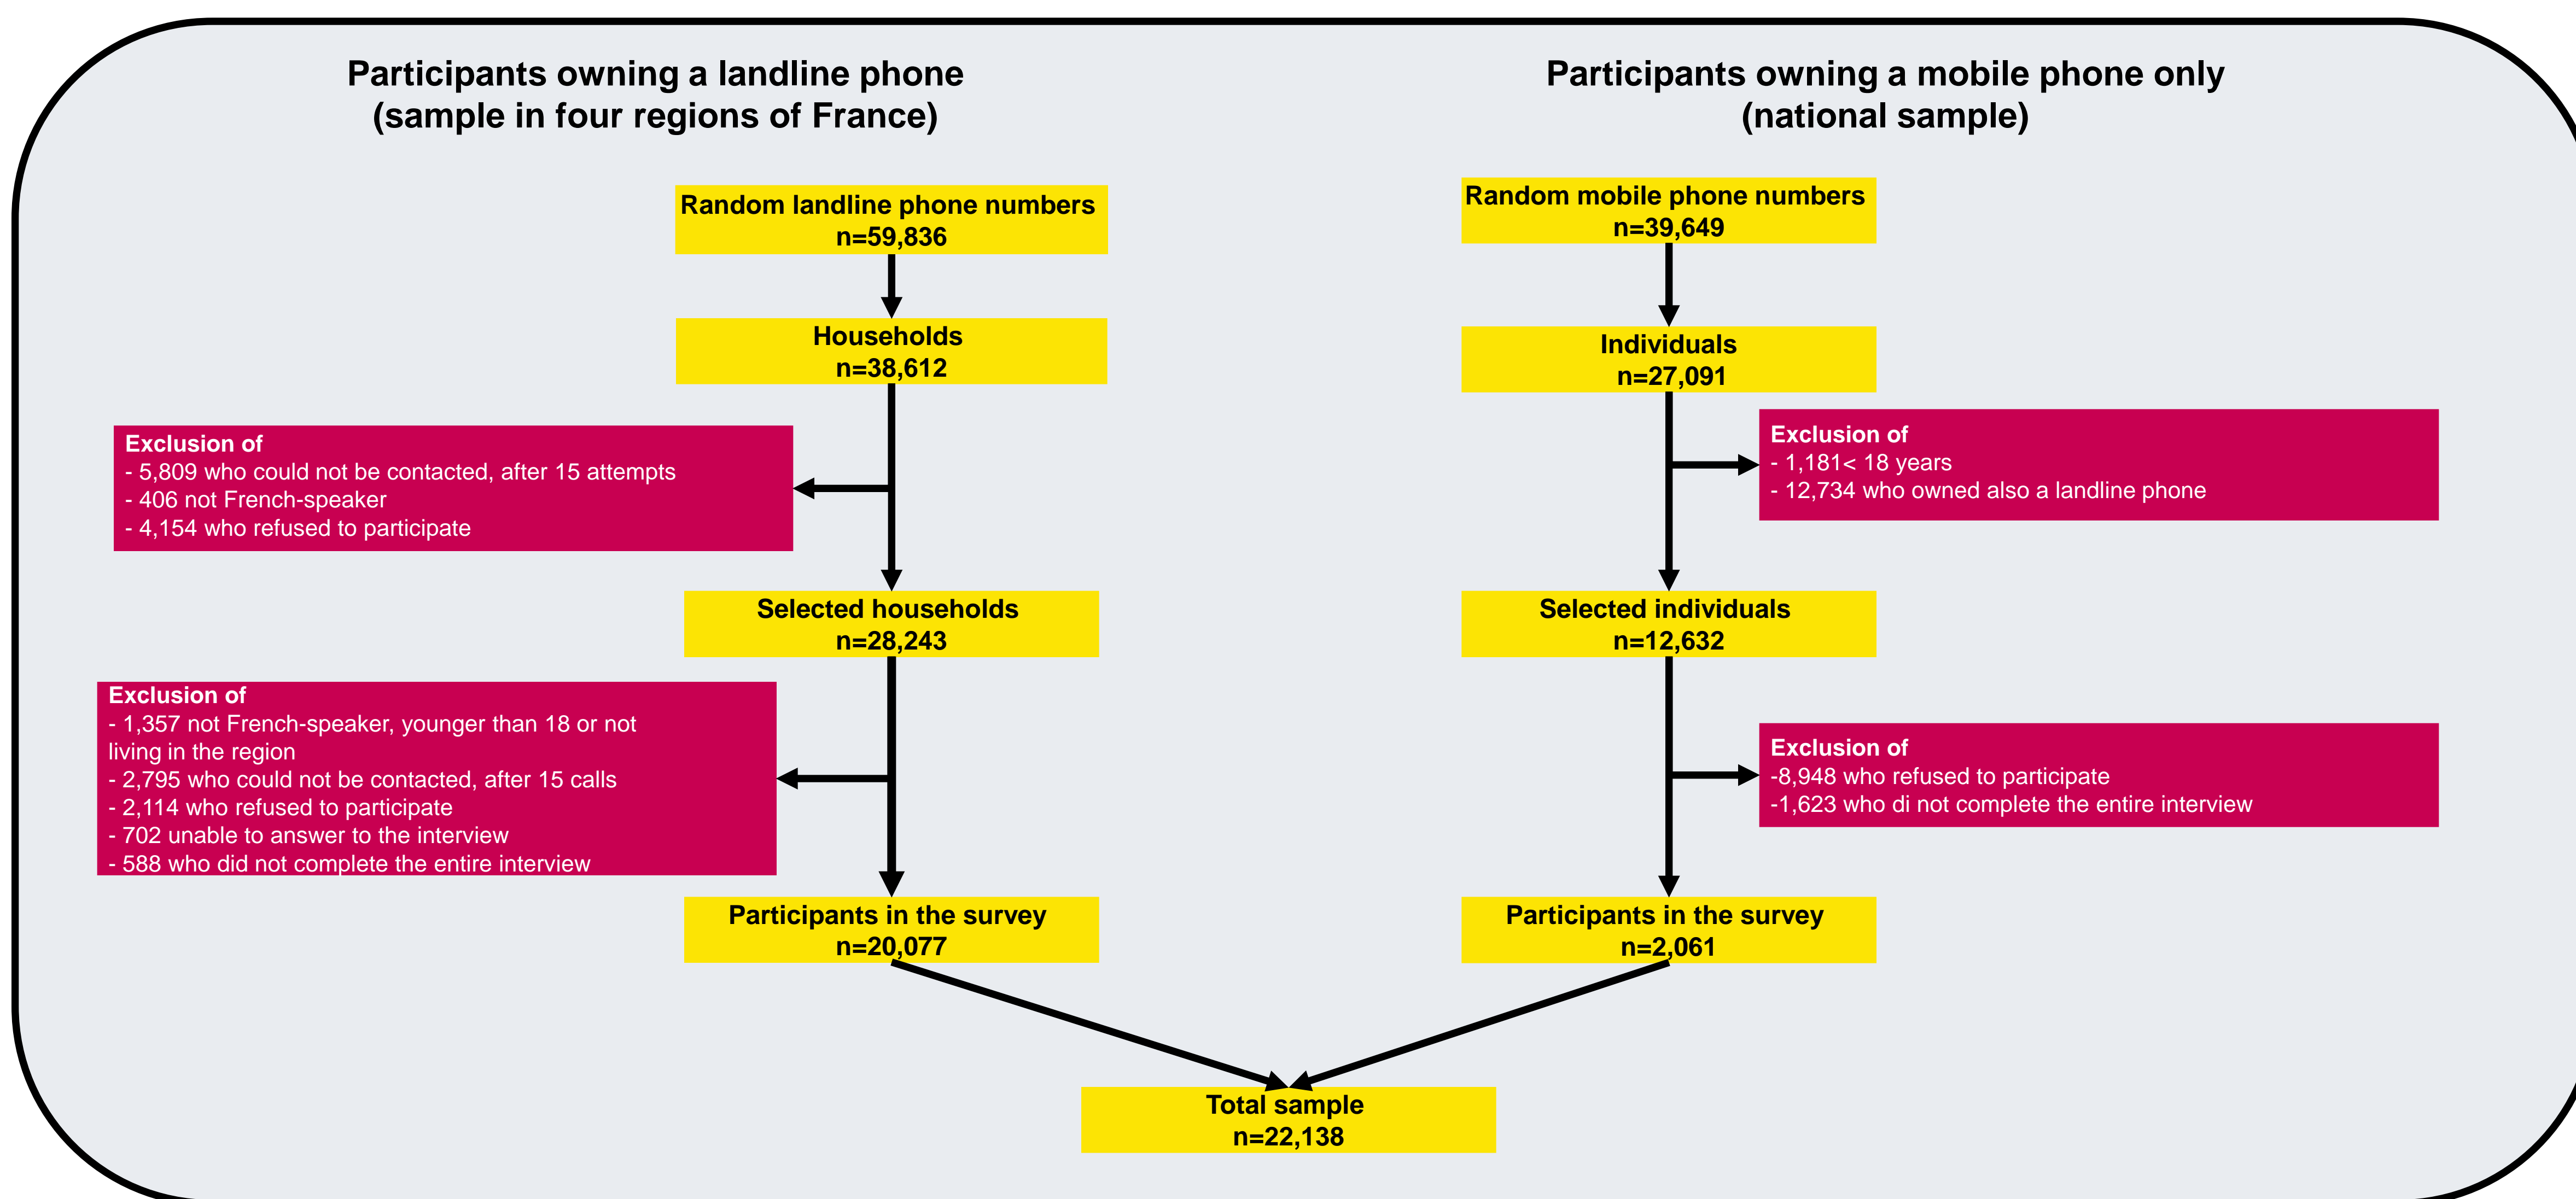 Participants owning a landline phone
(sample in four regions of France)
Random landline phone numbers
n=59,836
Households
n=38,612
Exclusion of
- 5,809 who could not be contacted, after 15 attempts
- 406 not French-speaker
- 4,154 who refused to participate
Selected households
n=28,243
Exclusion of
- 1,357 not French-speaker, younger than 18 or not
living in the region
- 2,795 who could not be contacted, after 15 calls
- 2,114 who refused to participate
- 702 unable to answer to the interview
- 588 who did not complete the entire interview
Participants in the survey
n=20,077
Participants owning a mobile phone only
(national sample)
Random mobile phone numbers
n=39,649
Individuals
n=27,091
Exclusion of
- 1,181< 18 years
- 12,734 who owned also a landline phone
Selected individuals
n=12,632
Exclusion of
-8,948 who refused to participate
-1,623 who di not complete the entire interview
Participants in the survey
n=2,061
Total sample
n=22,138